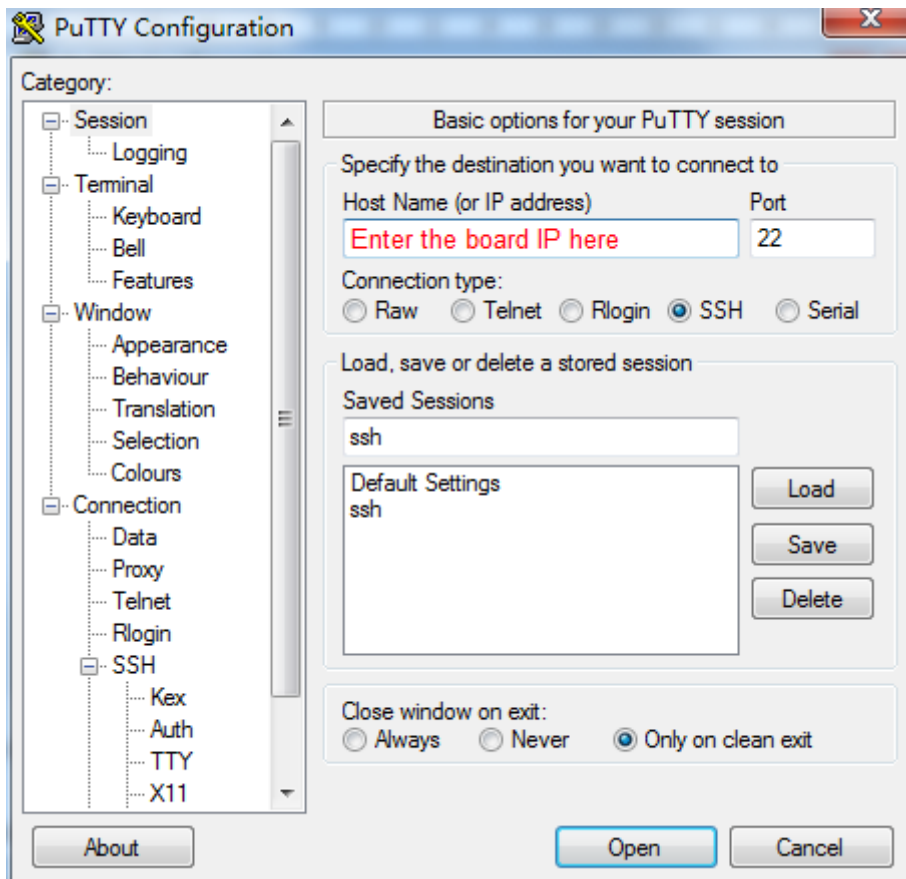 PuTTY Configuration
X
Category:
Session
Logging
Terminal
Keyboard
Bell
Features
Window
Appearance
Behaviour
Translation
Selection
Colours
Connection
Data
Proxy
Telnet
Rlogin
SSH
Kex
Auth
TTY
X11
Basic options for your PuTTY session
Specify the destination you want to connect to
Host Name (or IP address) Port
Enter the board IP here 22
Connection type:
Raw Telnet Rlogin SSH Serial
Load, save or delete a stored session
Saved Sessions
ssh
Default Settings
ssh
Load
Save
Delete
Close window on exit:
Always Never Only on clean exit
About Open Cancel